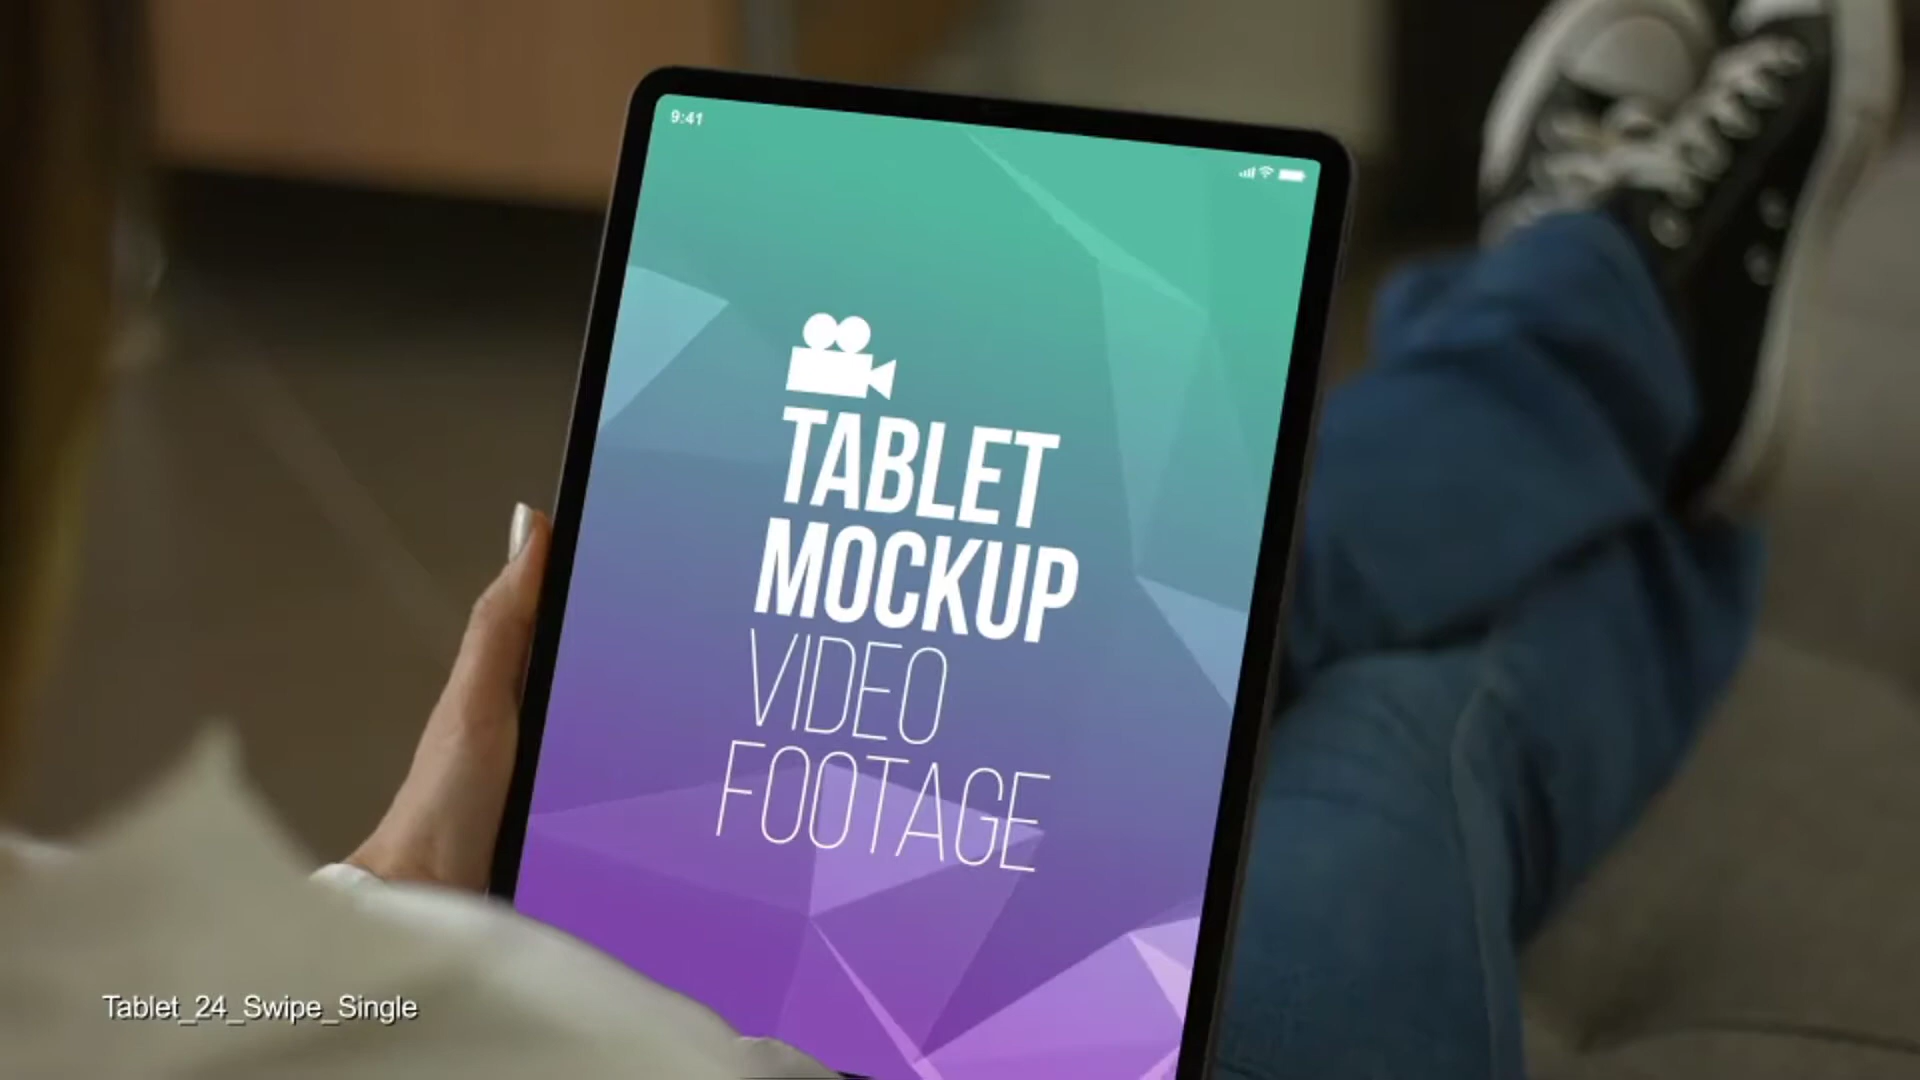 9:41
TABLET
MOCKUP
VIDEO
FOOTAGE
Tablet_24_Swipe_Single